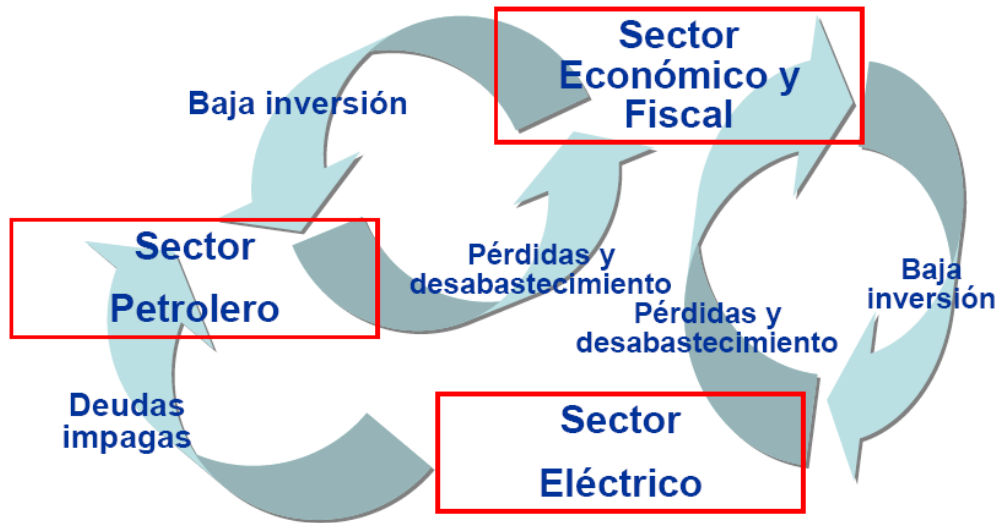 Sector
Económico y
Fiscal
Baja inversión
Sector
Petrolero
Pérdidas y
desabastecimiento
Baja
inversión
Pérdidas y
desabastecimiento
Deudas
impagas
Sector
Eléctrico